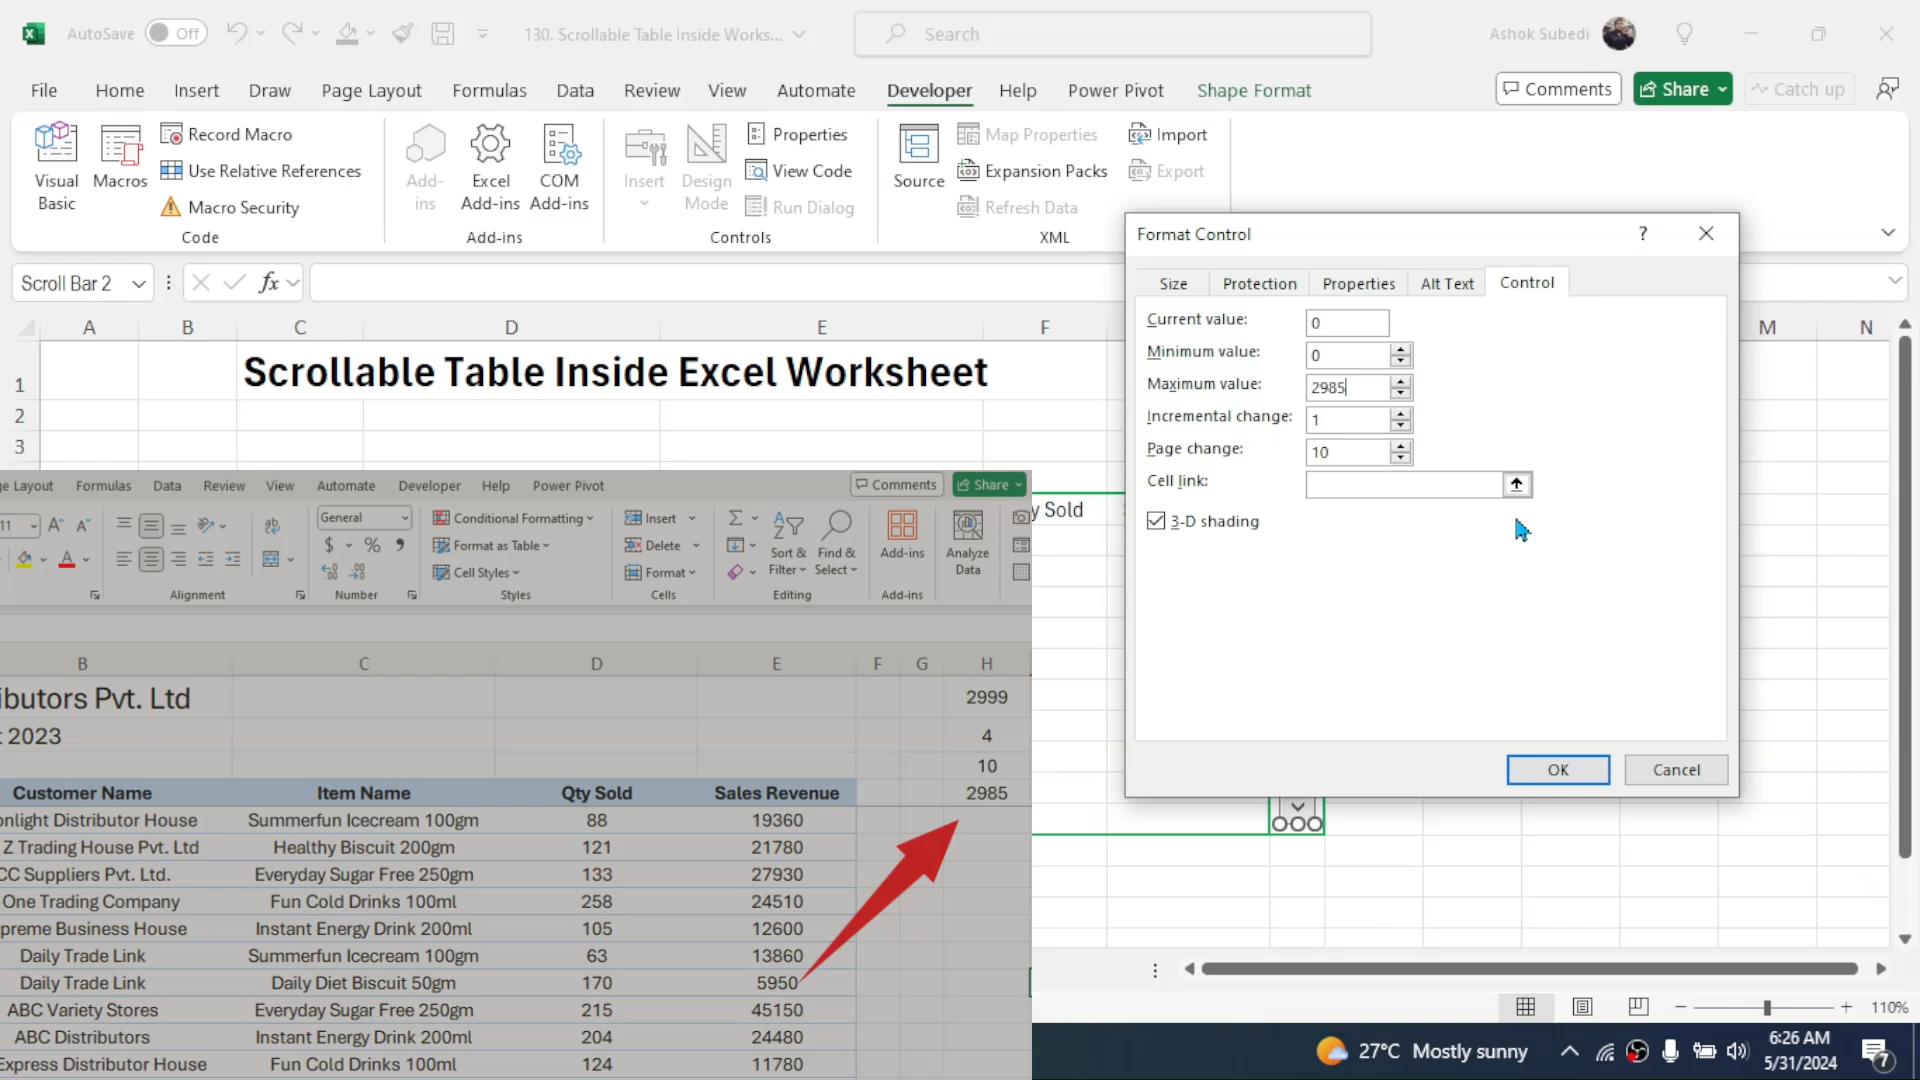 AutoSave Off 130. Scrollable Table Inside Works... Search Ashok Subedi
File Home Insert Draw Page Layout Formulas Data Review View Automate Developer Help Power Pivot Shape Format Comments Share Catch up
Visual Basic
Macros
Record Macro
Use Relative References
Macro Security
Code
Add-ins
Excel Add-ins
COM Add-ins
Add-ins
Insert
Design Mode
Properties
View Code
Run Dialog
Controls
Source
Map Properties
Expansion Packs
Refresh Data
Import
Export
XML
Scroll Bar 2 fx
A B C D E F M N
1 Scrollable Table Inside Excel Worksheet
2
3
y Sold
Format Control ?
Size Protection Properties Alt Text Control
Current value: 0
Minimum value: 0
Maximum value: 2985
Incremental change: 1
Page change: 10
Cell link:
3-D shading
OK Cancel
ge Layout Formulas Data Review View Automate Developer Help Power Pivot Comments Share
11 A A ab General Conditional Formatting Insert Sort & Filter Find & Select Add-ins Analyze Data
$ % 9 Format as Table Delete
A Cell Styles Format
Alignment Number Styles Cells Editing Add-ins
B C D E F G H
ibutors Pvt. Ltd 2999
t 2023 4
10
Customer Name Item Name Qty Sold Sales Revenue 2985
onlight Distributor House Summerfun Icecream 100gm 88 19360
Z Trading House Pvt. Ltd Healthy Biscuit 200gm 121 21780
CC Suppliers Pvt. Ltd. Everyday Sugar Free 250gm 133 27930
One Trading Company Fun Cold Drinks 100ml 258 24510
preme Business House Instant Energy Drink 200ml 105 12600
Daily Trade Link Summerfun Icecream 100gm 63 13860
Daily Trade Link Daily Diet Biscuit 50gm 170 5950
ABC Variety Stores Everyday Sugar Free 250gm 215 45150
ABC Distributors Instant Energy Drink 200ml 204 24480
Express Distributor House Fun Cold Drinks 100ml 124 11780
110%
27°C Mostly sunny 6:26 AM
5/31/2024 7